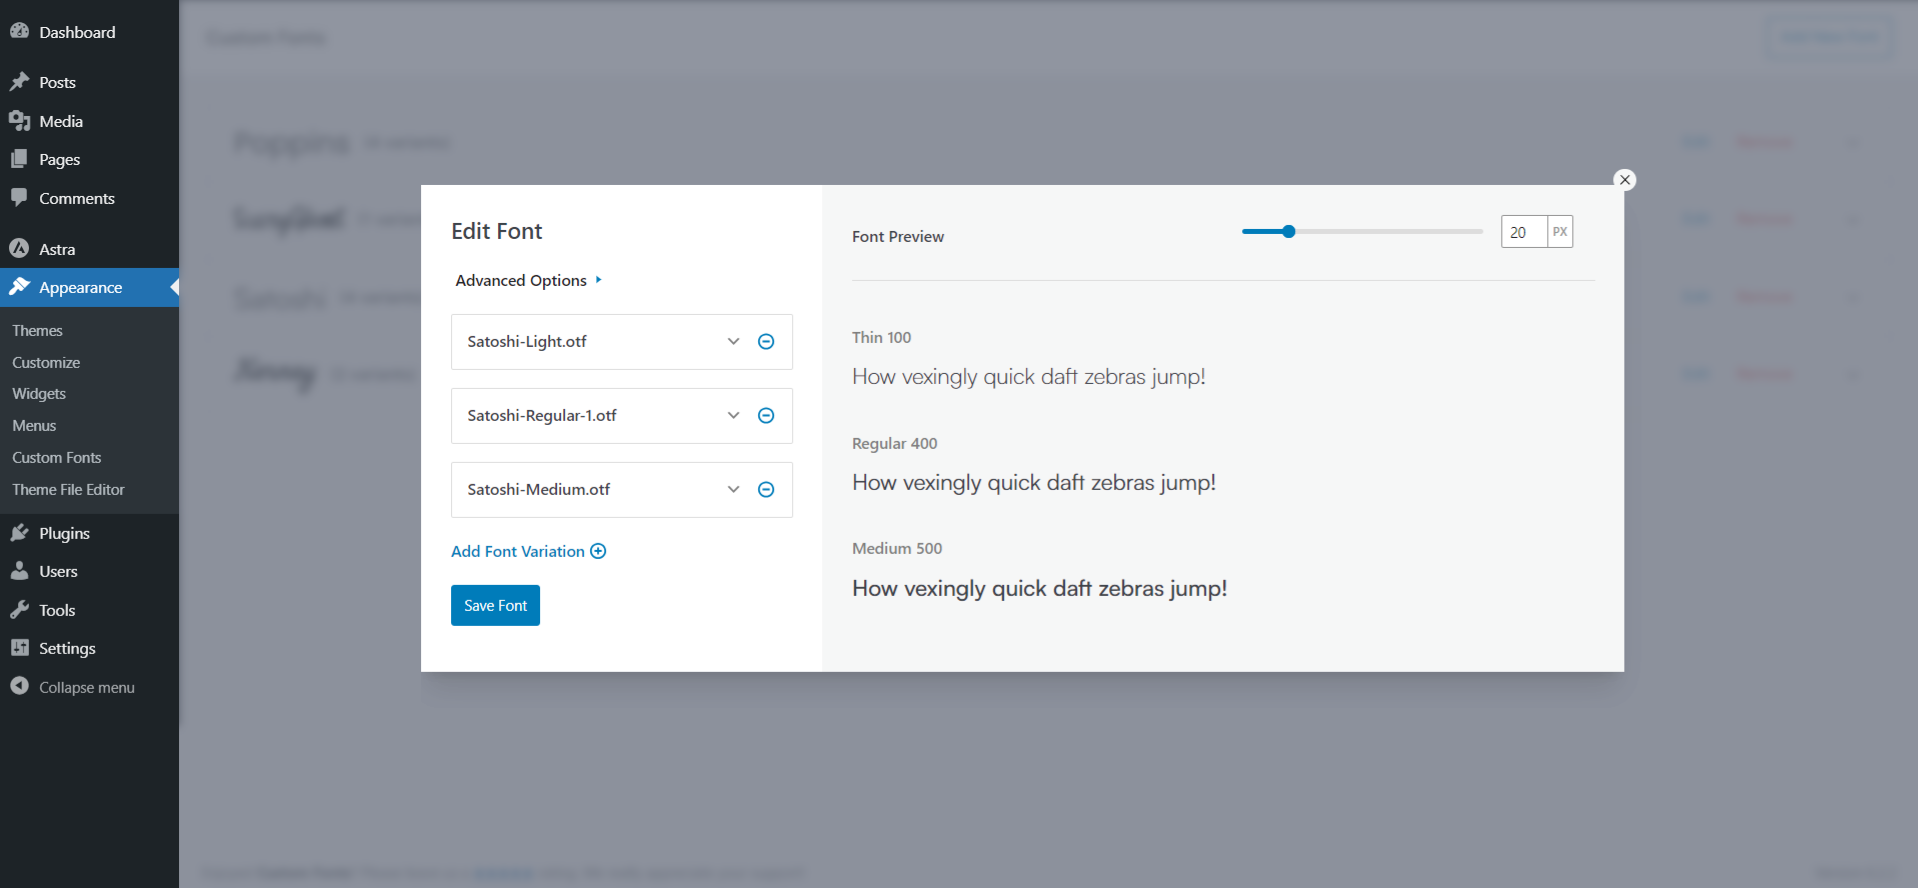 Dashboard
Posts
Media
Pages
Comments
Astra
Appearance
Themes
Customize
Widgets
Menus
Custom Fonts
Theme File Editor
Plugins
Users
Tools
Settings
Collapse menu
Custom Fonts
Poppins
Satoshi
Edit Font
Advanced Options
Satoshi-Light.otf
Satoshi-Regular-1.otf
Satoshi-Medium.otf
Add Font Variation
Save Font
Font Preview
20 PX
Thin 100
How vexingly quick daft zebras jump!
Regular 400
How vexingly quick daft zebras jump!
Medium 500
How vexingly quick daft zebras jump!